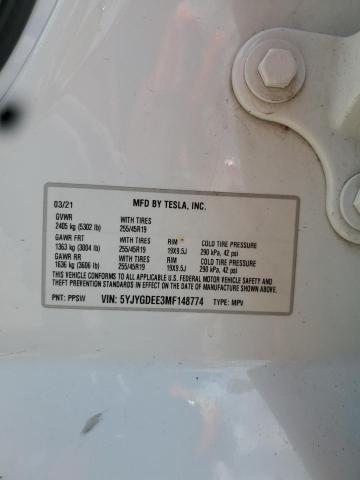 03/21 MFD BY TESLA, INC.
GVWR WITH TIRES
2405 kg (5302 lb) 255/45R19
GAWR FRT WITH TIRES RIM COLD TIRE PRESSURE
1363 kg (3004 lb) 255/45R19 19X9.5J 290 kPa, 42 psi
GAWR RR WITH TIRES RIM COLD TIRE PRESSURE
1636 kg (3606 lb) 255/45R19 19X9.5J 290 kPa, 42 psi
THIS VEHICLE CONFORMS TO ALL APPLICABLE U.S. FEDERAL MOTOR VEHICLE SAFETY AND
THEFT PREVENTION STANDARDS IN EFFECT ON THE DATE OF MANUFACTURE SHOWN ABOVE.
PNT: PPSW VIN: 5YJYGDEE3MF148774 TYPE: MPV